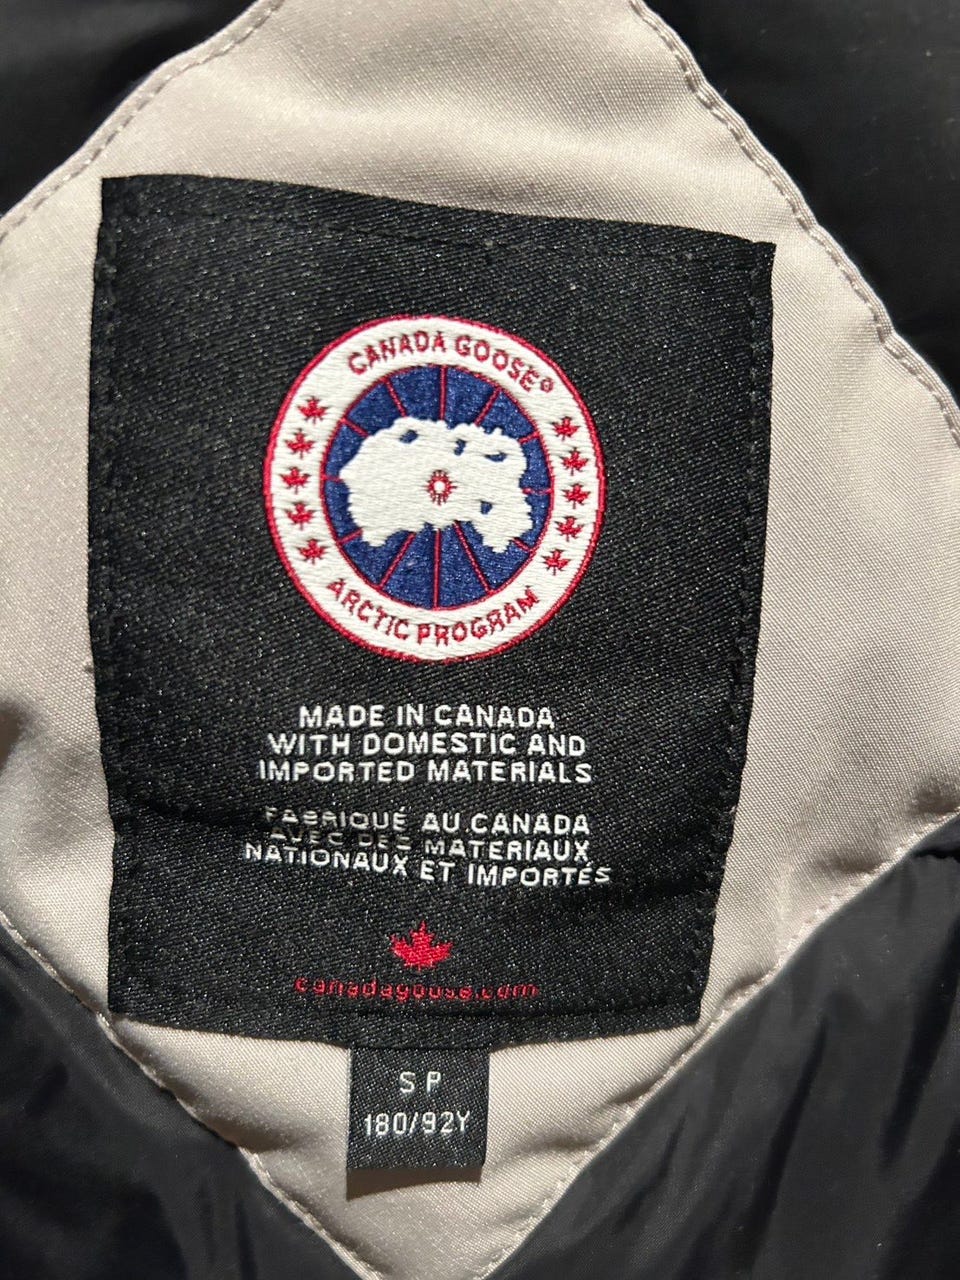 CANADA GOOSE®
ARCTIC PROGRAM
MADE IN CANADA
WITH DOMESTIC AND
IMPORTED MATERIALS
FABRIQUÉ AU CANADA
AVEC DES MATERIAUX
NATIONAUX ET IMPORTÉS
canadagoose.com
S P
180/92Y